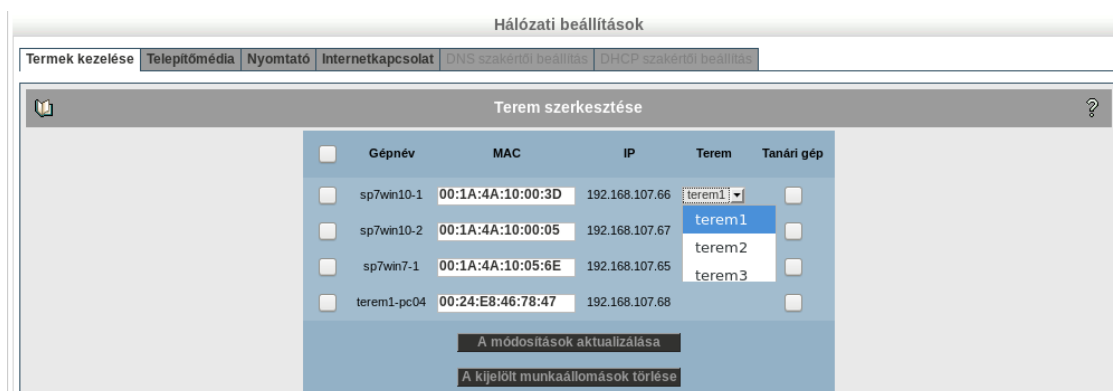 Hálózati beállítások
Termek kezelése Telepítőmédia Nyomtató Internetkapcsolat DNS szakértői beállítás DHCP szakértői beállítás
Terem szerkesztése ?
Gépnév MAC IP Terem Tanári gép
sp7win10-1 00:1A:4A:10:00:3D 192.168.107.66 terem1
terem1
sp7win10-2 00:1A:4A:10:00:05 192.168.107.67
terem2
sp7win7-1 00:1A:4A:10:05:6E 192.168.107.65
terem3
terem1-pc04 00:24:E8:46:78:47 192.168.107.68
A módosítások aktualizálása
A kijelölt munkaállomások törlése